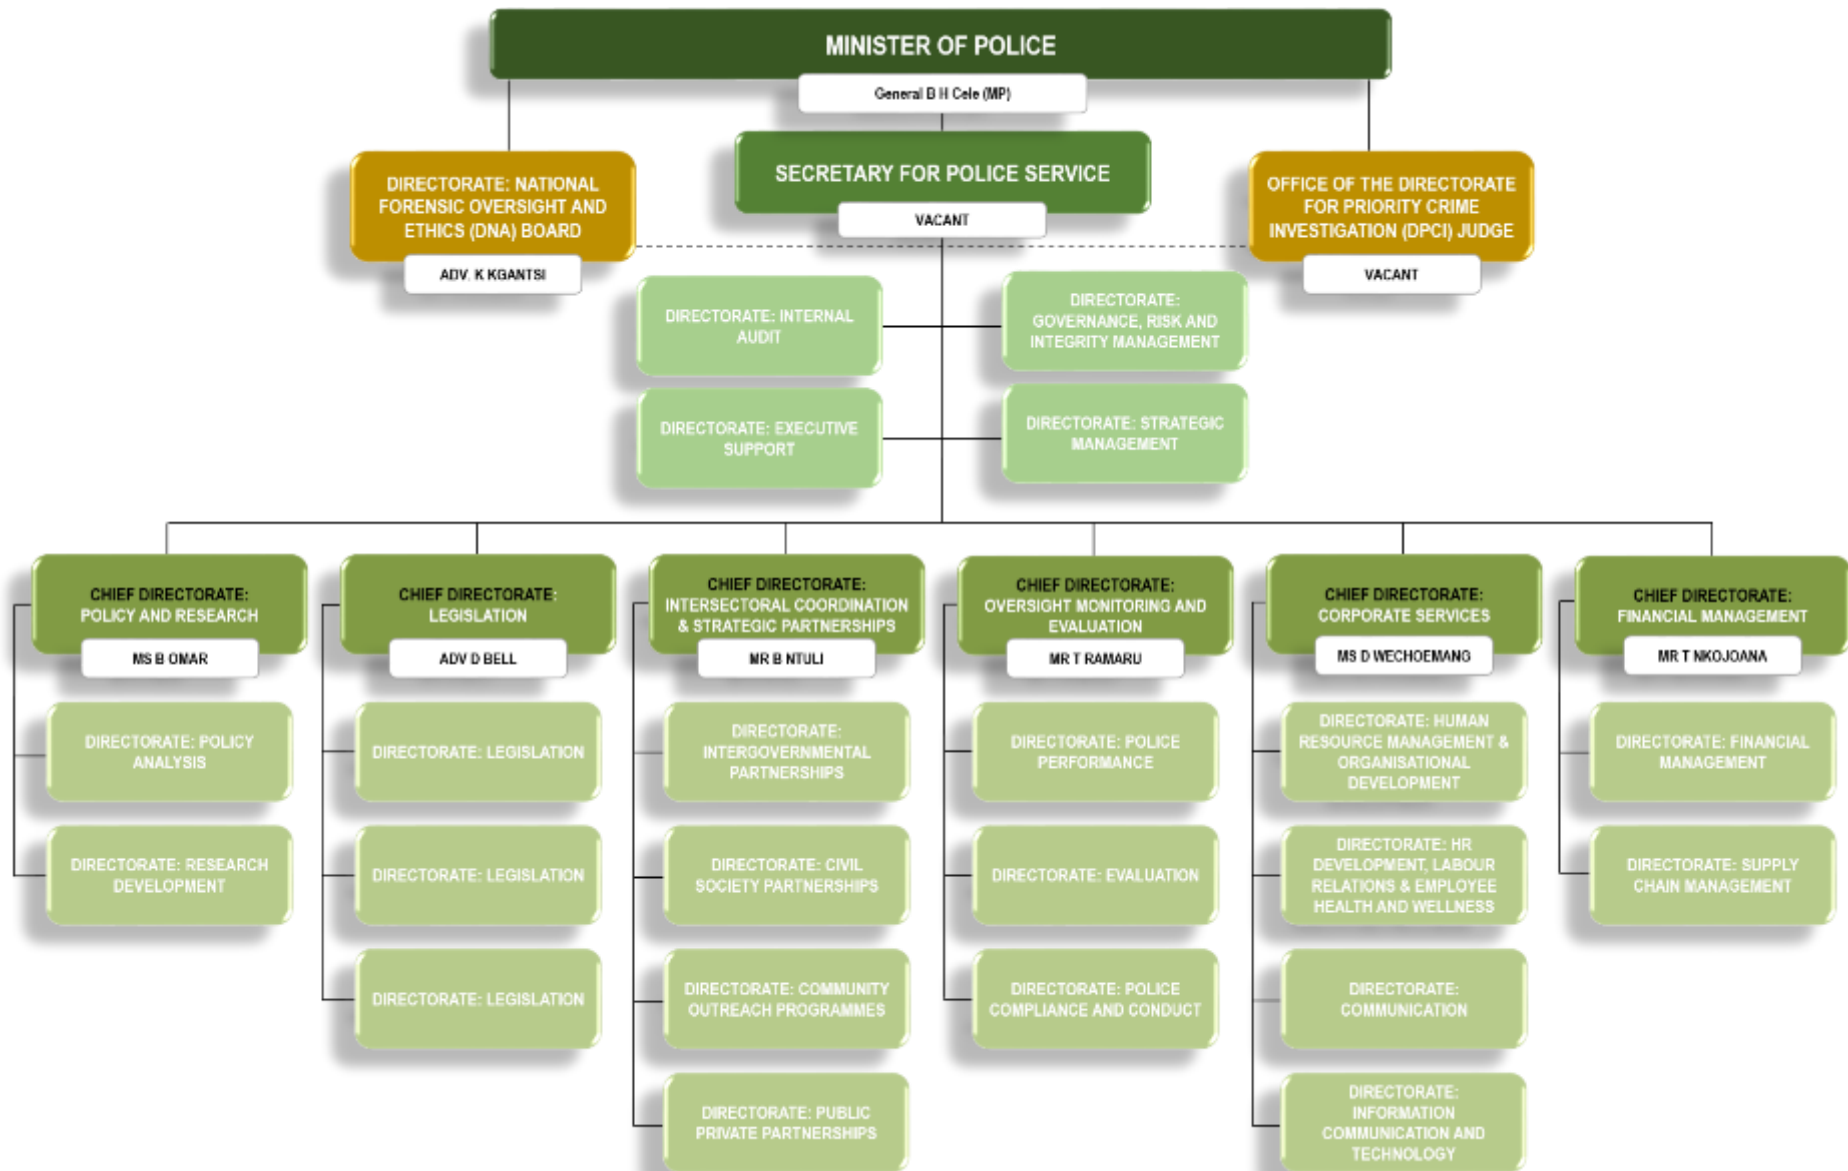 MINISTER OF POLICE
General B H Cele (MP)
SECRETARY FOR POLICE SERVICE
VACANT
DIRECTORATE: NATIONAL
FORENSIC OVERSIGHT AND
ETHICS (DNA) BOARD
ADV. K KGANTSI
OFFICE OF THE DIRECTORATE
FOR PRIORITY CRIME
INVESTIGATION (DPCI) JUDGE
VACANT
DIRECTORATE: INTERNAL
AUDIT
DIRECTORATE:
GOVERNANCE, RISK AND
INTEGRITY MANAGEMENT
DIRECTORATE: EXECUTIVE
SUPPORT
DIRECTORATE: STRATEGIC
MANAGEMENT
CHIEF DIRECTORATE:
POLICY AND RESEARCH
MS B OMAR
DIRECTORATE: POLICY
ANALYSIS
DIRECTORATE: RESEARCH
DEVELOPMENT
CHIEF DIRECTORATE:
LEGISLATION
ADV D BELL
DIRECTORATE: LEGISLATION
DIRECTORATE: LEGISLATION
DIRECTORATE: LEGISLATION
CHIEF DIRECTORATE:
INTERSECTORAL COORDINATION
& STRATEGIC PARTNERSHIPS
MR B NTULI
DIRECTORATE:
INTERGOVERNMENTAL
PARTNERSHIPS
DIRECTORATE: CIVIL
SOCIETY PARTNERSHIPS
DIRECTORATE: COMMUNITY
OUTREACH PROGRAMMES
DIRECTORATE: PUBLIC
PRIVATE PARTNERSHIPS
CHIEF DIRECTORATE:
OVERSIGHT MONITORING AND
EVALUATION
MR T RAMARU
DIRECTORATE: POLICE
PERFORMANCE
DIRECTORATE: EVALUATION
DIRECTORATE: POLICE
COMPLIANCE AND CONDUCT
CHIEF DIRECTORATE:
CORPORATE SERVICES
MS D WECHOEMANG
DIRECTORATE: HUMAN
RESOURCE MANAGEMENT &
ORGANISATIONAL
DEVELOPMENT
DIRECTORATE: HR
DEVELOPMENT, LABOUR
RELATIONS & EMPLOYEE
HEALTH AND WELLNESS
DIRECTORATE:
COMMUNICATION
DIRECTORATE:
INFORMATION
COMMUNICATION AND
TECHNOLOGY
CHIEF DIRECTORATE:
FINANCIAL MANAGEMENT
MR T NKOJOANA
DIRECTORATE: FINANCIAL
MANAGEMENT
DIRECTORATE: SUPPLY
CHAIN MANAGEMENT